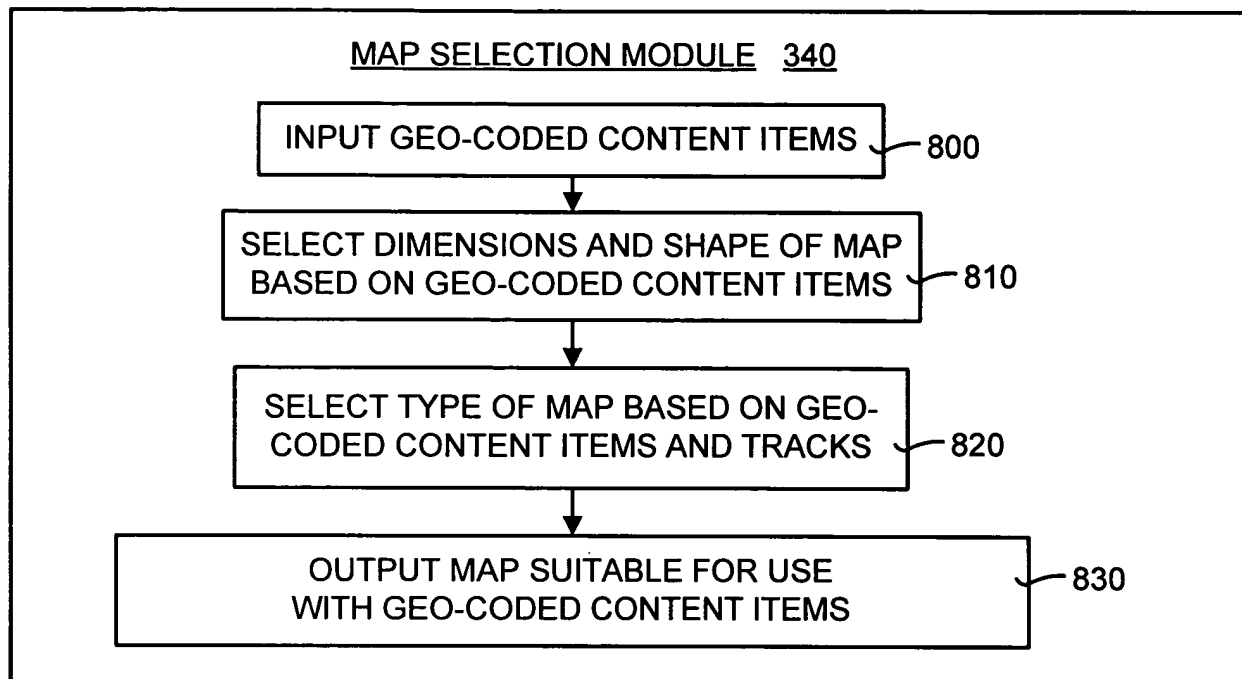 MAP SELECTION MODULE 340
INPUT GEO-CODED CONTENT ITEMS
800
SELECT DIMENSIONS AND SHAPE OF MAP
BASED ON GEO-CODED CONTENT ITEMS
810
SELECT TYPE OF MAP BASED ON GEO-
CODED CONTENT ITEMS AND TRACKS
820
OUTPUT MAP SUITABLE FOR USE
WITH GEO-CODED CONTENT ITEMS
830